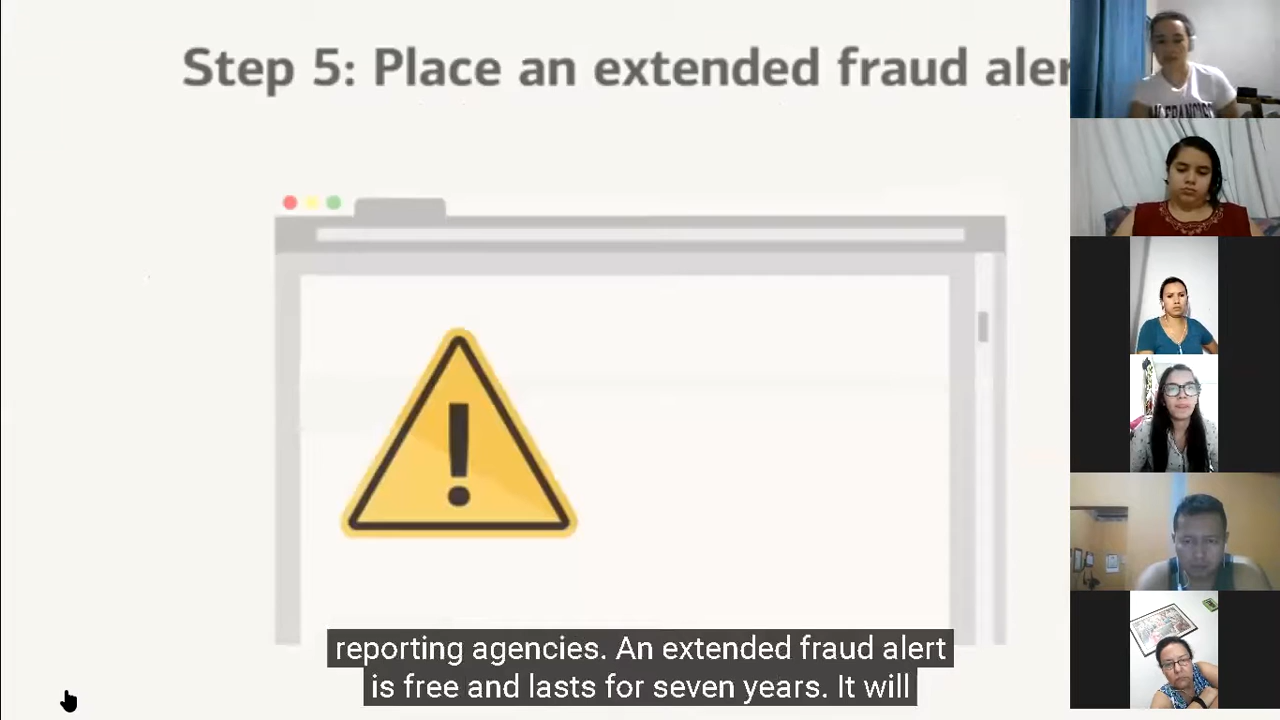 Step 5: Place an extended fraud aler
reporting agencies. An extended fraud alert
is free and lasts for seven years. It will